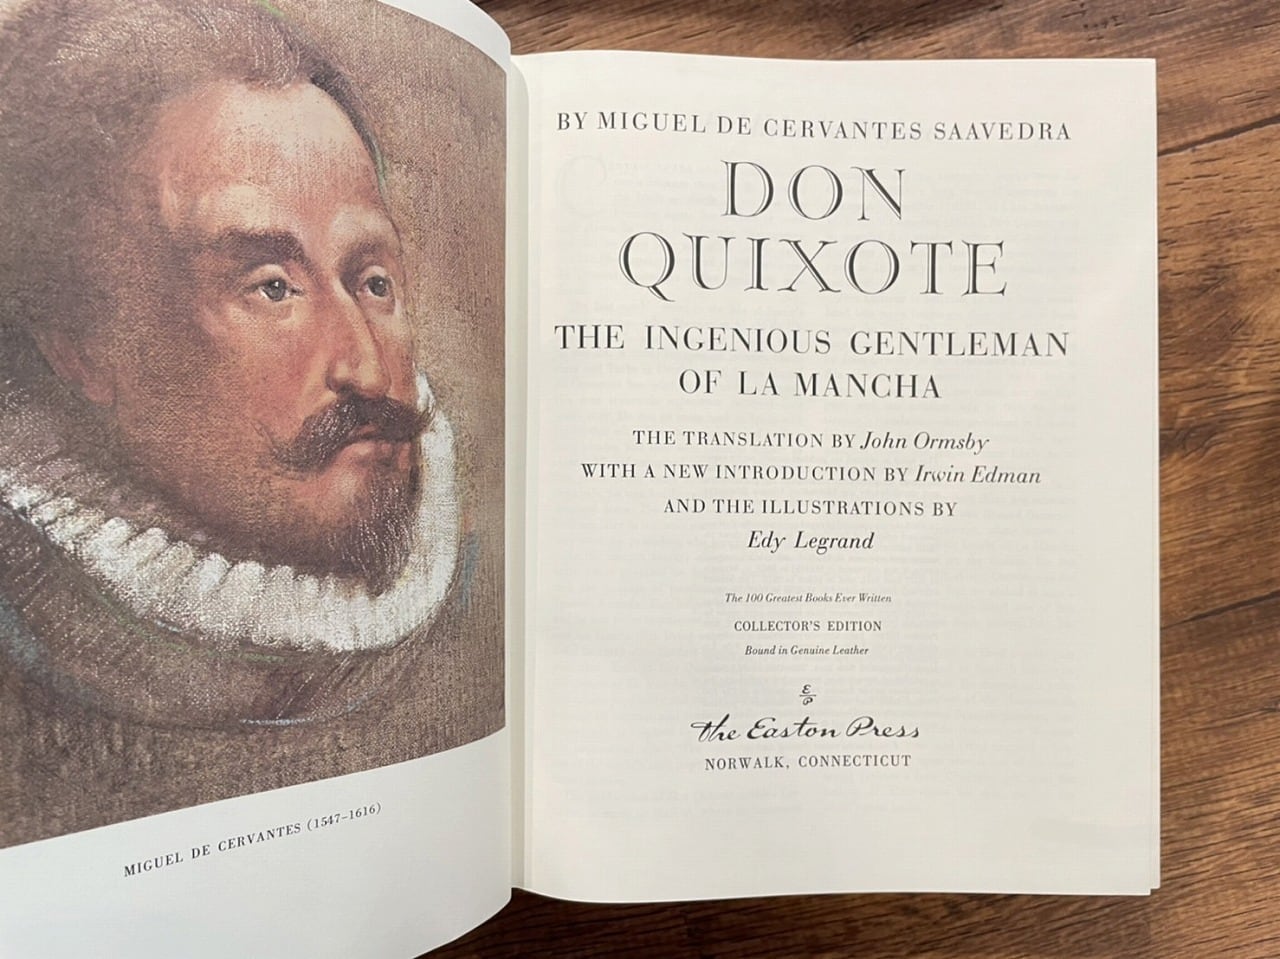 MIGUEL DE CERVANTES (1547–1616)
BY MIGUEL DE CERVANTES SAAVEDRA
DON
QUIXOTE
THE INGENIOUS GENTLEMAN
OF LA MANCHA
THE TRANSLATION BY John Ormsby
WITH A NEW INTRODUCTION BY Irwin Edman
AND THE ILLUSTRATIONS BY
Edy Legrand
The 100 Greatest Books Ever Written
COLLECTOR'S EDITION
Bound in Genuine Leather
E
P
The Easton Press
NORWALK, CONNECTICUT